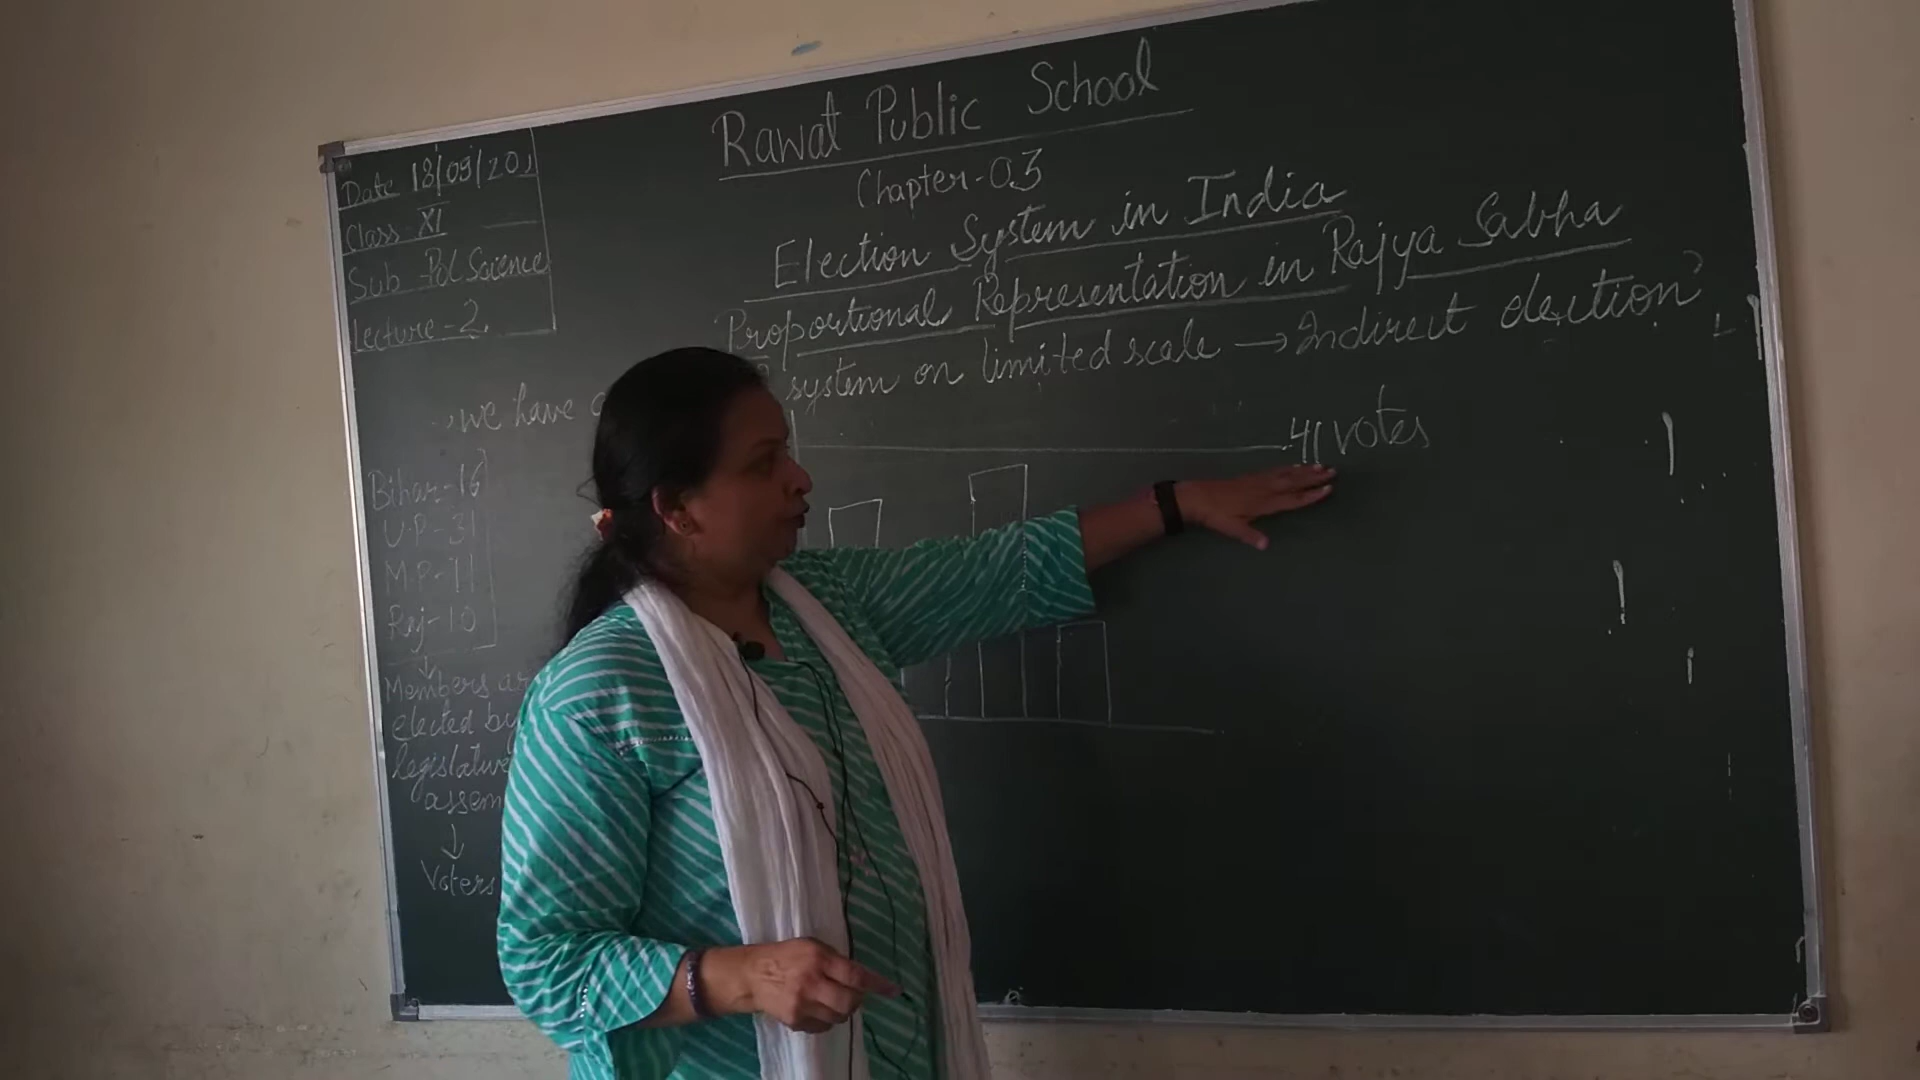 Rawat Public School
Date 18/09/20
Class - XI
Sub - Pol Science
Lecture - 2
Chapter - 03
Election System in India
Proportional Representation in Rajya Sabha
system on limited scale → Indirect election
→ we have
41 votes
Bihar - 16
U.P - 31
M.P - 11
Raj - 10
↓
Members
elected by
legislative
↓
Voters